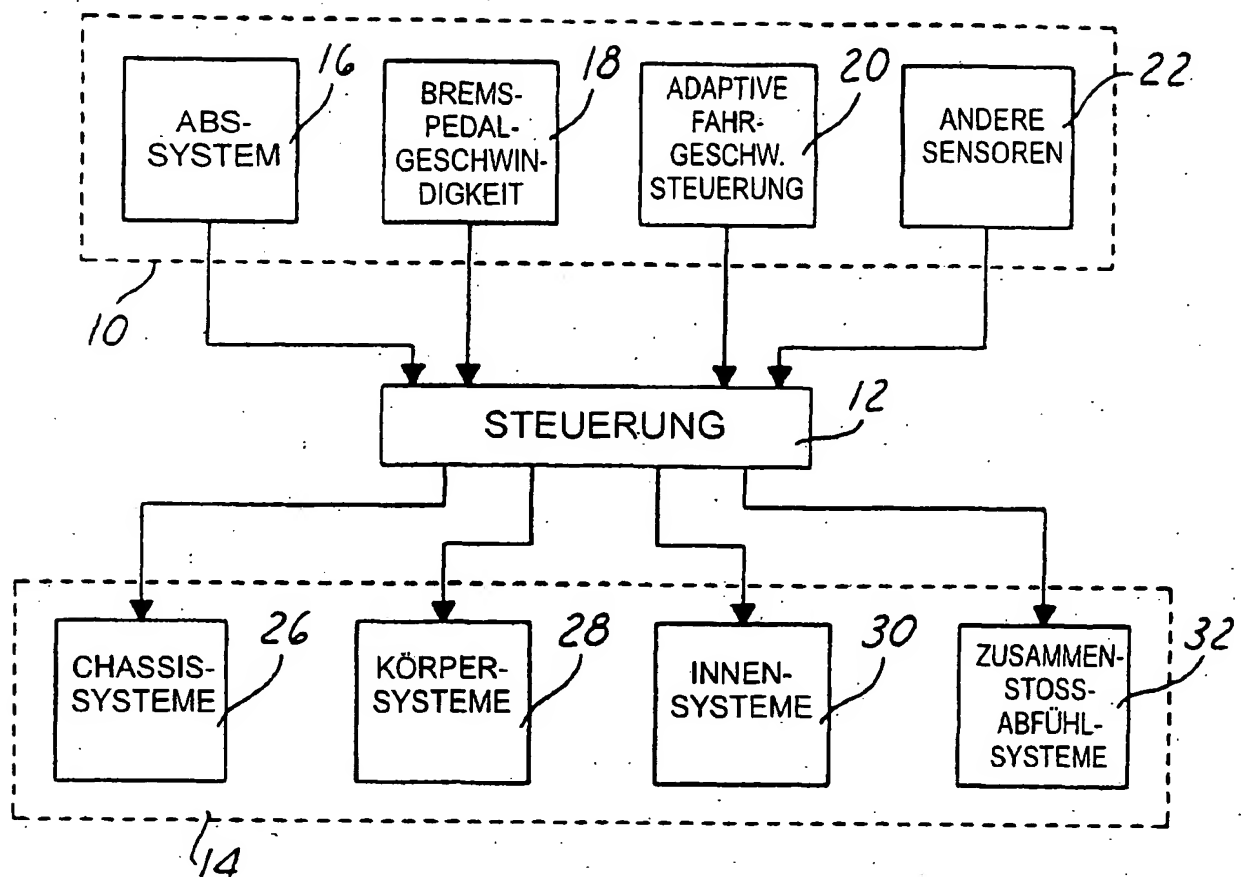 ABS-
SYSTEM
16
BREMS-
PEDAL-
GESCHWIN-
DIGKEIT
18
ADAPTIVE
FAHR-
GESCHW.
STEUERUNG
20
ANDERE
SENSOREN
22
10
STEUERUNG
12
CHASSIS-
SYSTEME
26
KÖRPER-
SYSTEME
28
INNEN-
SYSTEME
30
ZUSAMMEN-
STOSS-
ABFÜHL-
SYSTEME
32
14